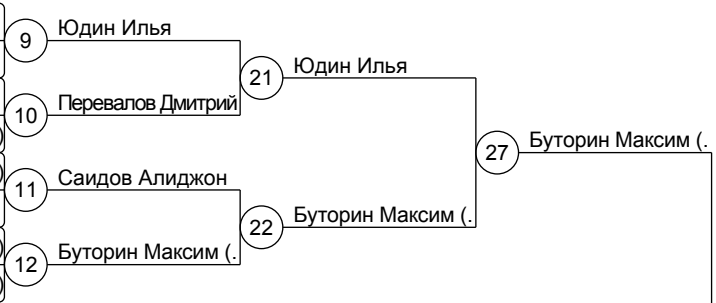 Юдин Илья
9
Юдин Илья
21
Перевалов Дмитрий
10
Буторин Максим (.
27
Саидов Алиджон
11
Буторин Максим (.
22
Буторин Максим (.
12